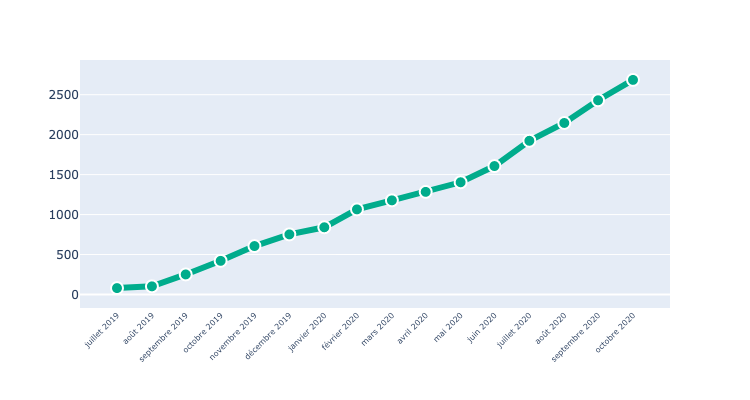 2500
2000
1500
1000
500
0
juillet 2019
août 2019
septembre 2019
octobre 2019
novembre 2019
décembre 2019
janvier 2020
février 2020
mars 2020
avril 2020
mai 2020
juin 2020
juillet 2020
août 2020
septembre 2020
octobre 2020